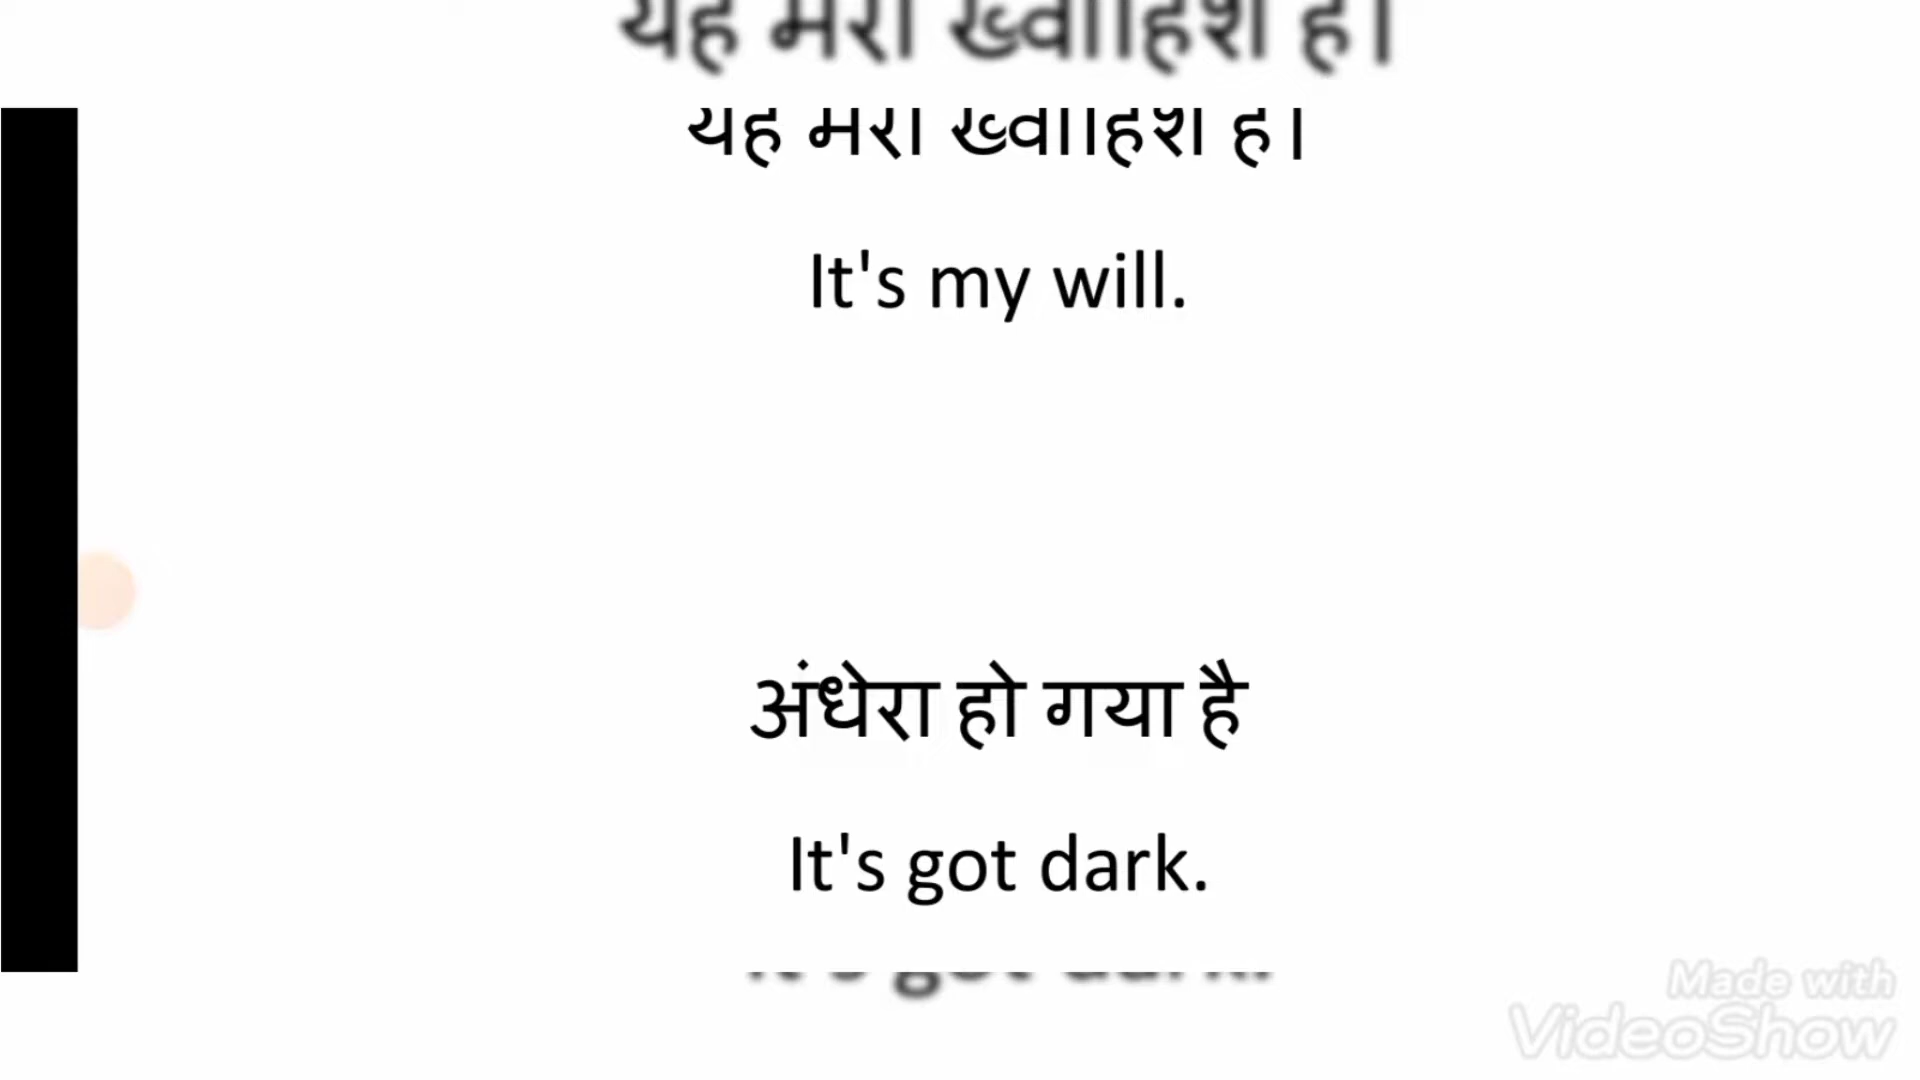 यह मेरी ख्वाहिश है।
It's my will.
अंधेरा हो गया है
It's got dark.
Made with
VideoShow